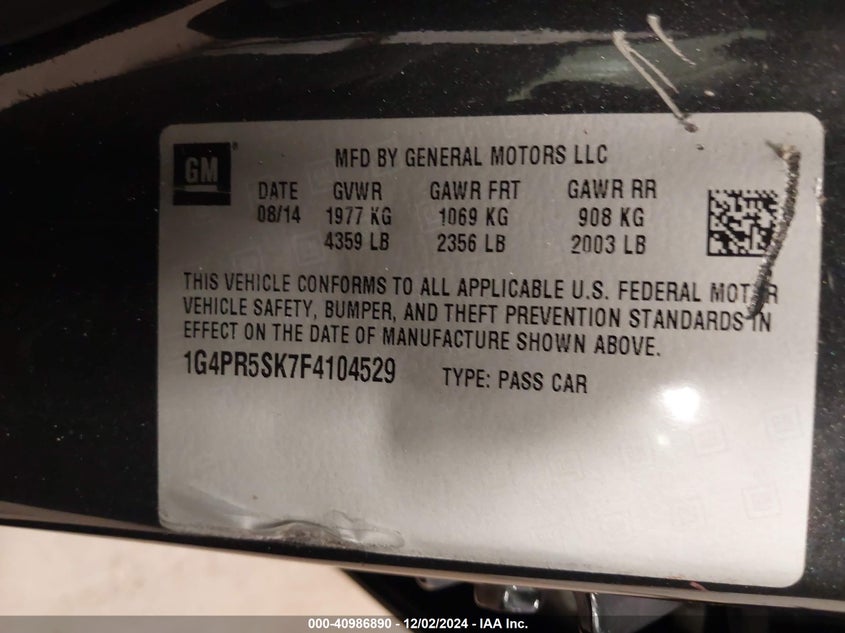 GM
MFD BY GENERAL MOTORS LLC
DATE GVWR GAWR FRT GAWR RR
08/14 1977 KG 1069 KG 908 KG
4359 LB 2356 LB 2003 LB
THIS VEHICLE CONFORMS TO ALL APPLICABLE U.S. FEDERAL MOTOR
VEHICLE SAFETY, BUMPER, AND THEFT PREVENTION STANDARDS IN
EFFECT ON THE DATE OF MANUFACTURE SHOWN ABOVE.
1G4PR5SK7F4104529 TYPE: PASS CAR
000-40986890 - 12/02/2024 - IAA Inc.